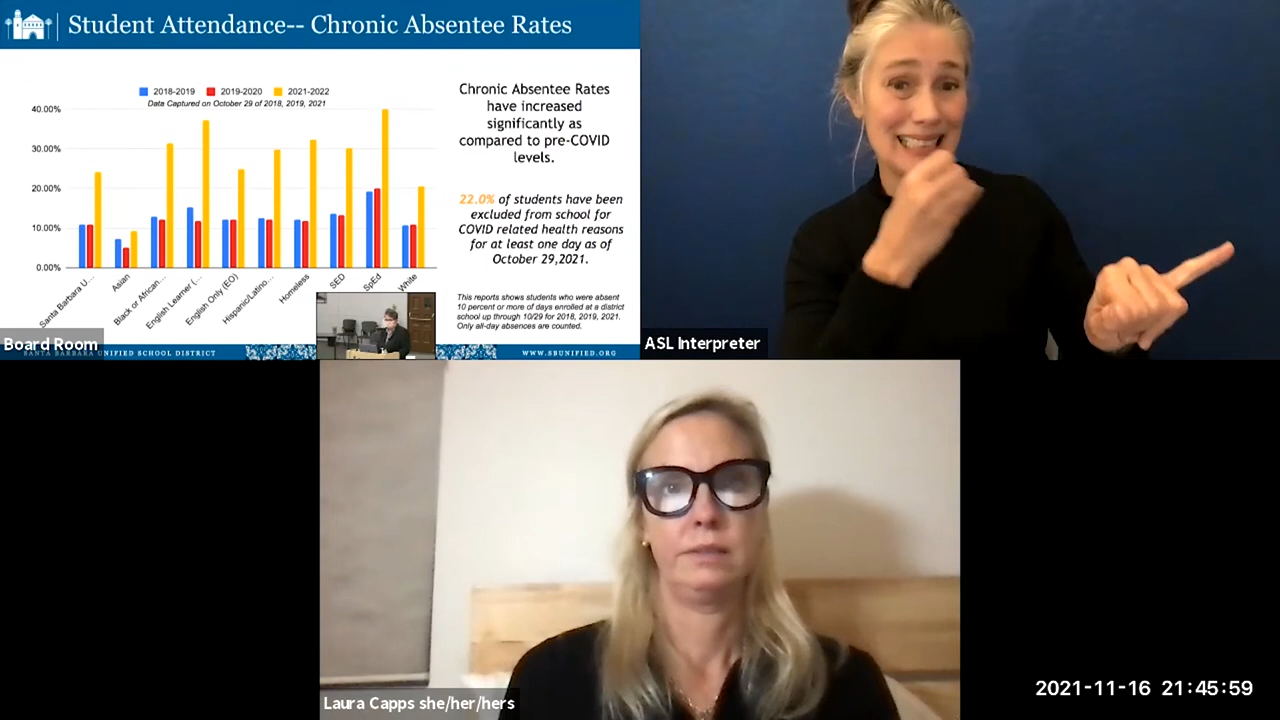 Student Attendance-- Chronic Absentee Rates
2018-2019 2019-2020 2021-2022
Data Captured on October 29 of 2018, 2019, 2021
40.00%
30.00%
20.00%
10.00%
0.00%
Santa Barbara U...
Asian
Black or African...
English Learner (...
English Only (EO)
Hispanic/Latino...
Homeless
SED
SpEd
White
Chronic Absentee Rates
have increased
significantly as
compared to pre-COVID
levels.
22.0% of students have been
excluded from school for
COVID related health reasons
for at least one day as of
October 29,2021.
This reports shows students who were absent
10 percent or more of days enrolled at a district
school up through 10/29 for 2018, 2019, 2021.
Only all-day absences are counted.
Board Room
SANTA BARBARA UNIFIED SCHOOL DISTRICT
WWW.SBUNIFIED.ORG
ASL Interpreter
Laura Capps she/her/hers
2021-11-16 21:45:59